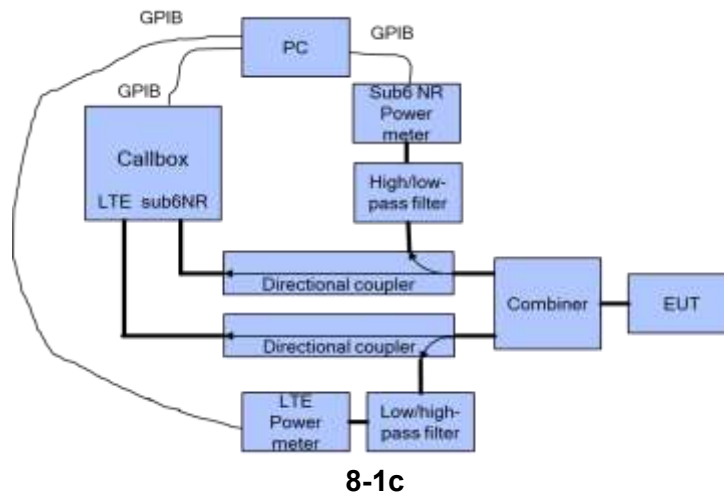 GPIB
PC
GPIB
GPIB
Sub6 NR
Power
meter
Callbox
LTE sub6NR
High/low-
pass filter
Directional coupler
Combiner
EUT
Directional coupler
LTE
Power
meter
Low/high-
pass filter
8-1c